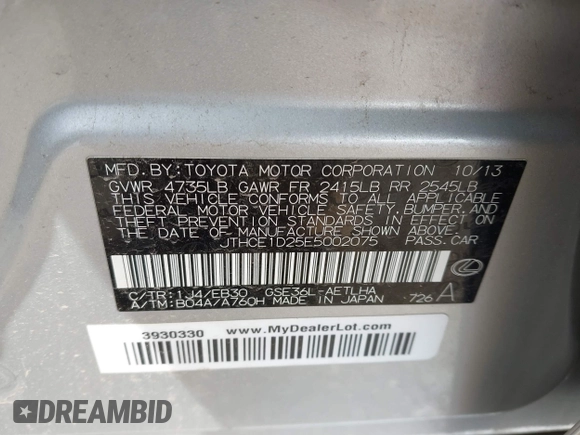 MFD. BY: TOYOTA MOTOR CORPORATION 10/13
GVWR 4735LB GAWR FR 2415LB RR 2545LB
THIS VEHICLE CONFORMS TO ALL APPLICABLE
FEDERAL MOTOR VEHICLE SAFETY, BUMPER, AND
THEFT PREVENTION STANDARDS IN EFFECT ON
THE DATE OF MANUFACTURE SHOWN ABOVE.
JTHCE1D25E5002075 PASS. CAR
C/TR: 1J4/EB30 GSE36L-AETLHA
A/TM: B04A/A760H MADE IN JAPAN 726 A
3930330 www.MyDealerLot.com
DREAMBID